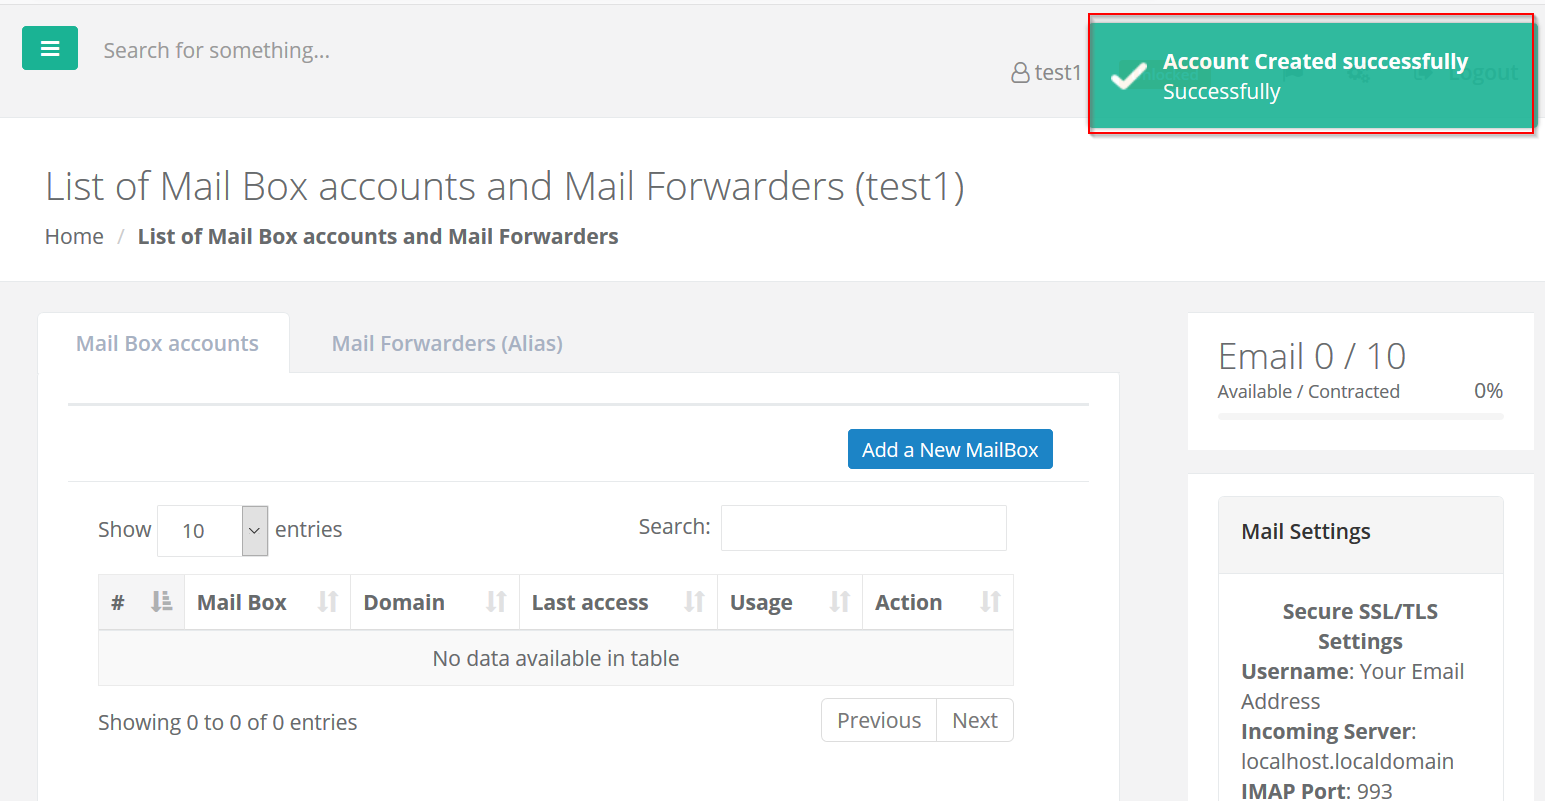 Search for something...
test1
Account Created successfully
Successfully
Logout
List of Mail Box accounts and Mail Forwarders (test1)
Home / List of Mail Box accounts and Mail Forwarders
Mail Box accounts
Mail Forwarders (Alias)
Add a New MailBox
Show 10 entries
Search:
# Mail Box Domain Last access Usage Action
No data available in table
Showing 0 to 0 of 0 entries
Previous Next
Email 0 / 10
Available / Contracted 0%
Mail Settings
Secure SSL/TLS
Settings
Username: Your Email
Address
Incoming Server:
localhost.localdomain
IMAP Port: 993